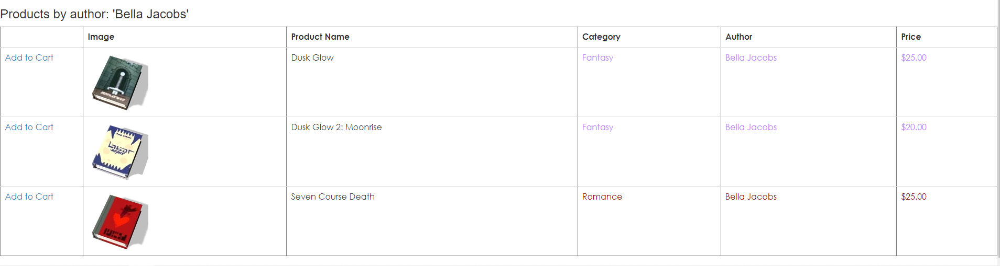 Products by author: 'Bella Jacobs'
Image Product Name Category Author Price
Add to Cart Dusk Glow Fantasy Bella Jacobs $25.00
Add to Cart Dusk Glow 2: Moonrise Fantasy Bella Jacobs $20.00
Add to Cart Seven Course Death Romance Bella Jacobs $25.00